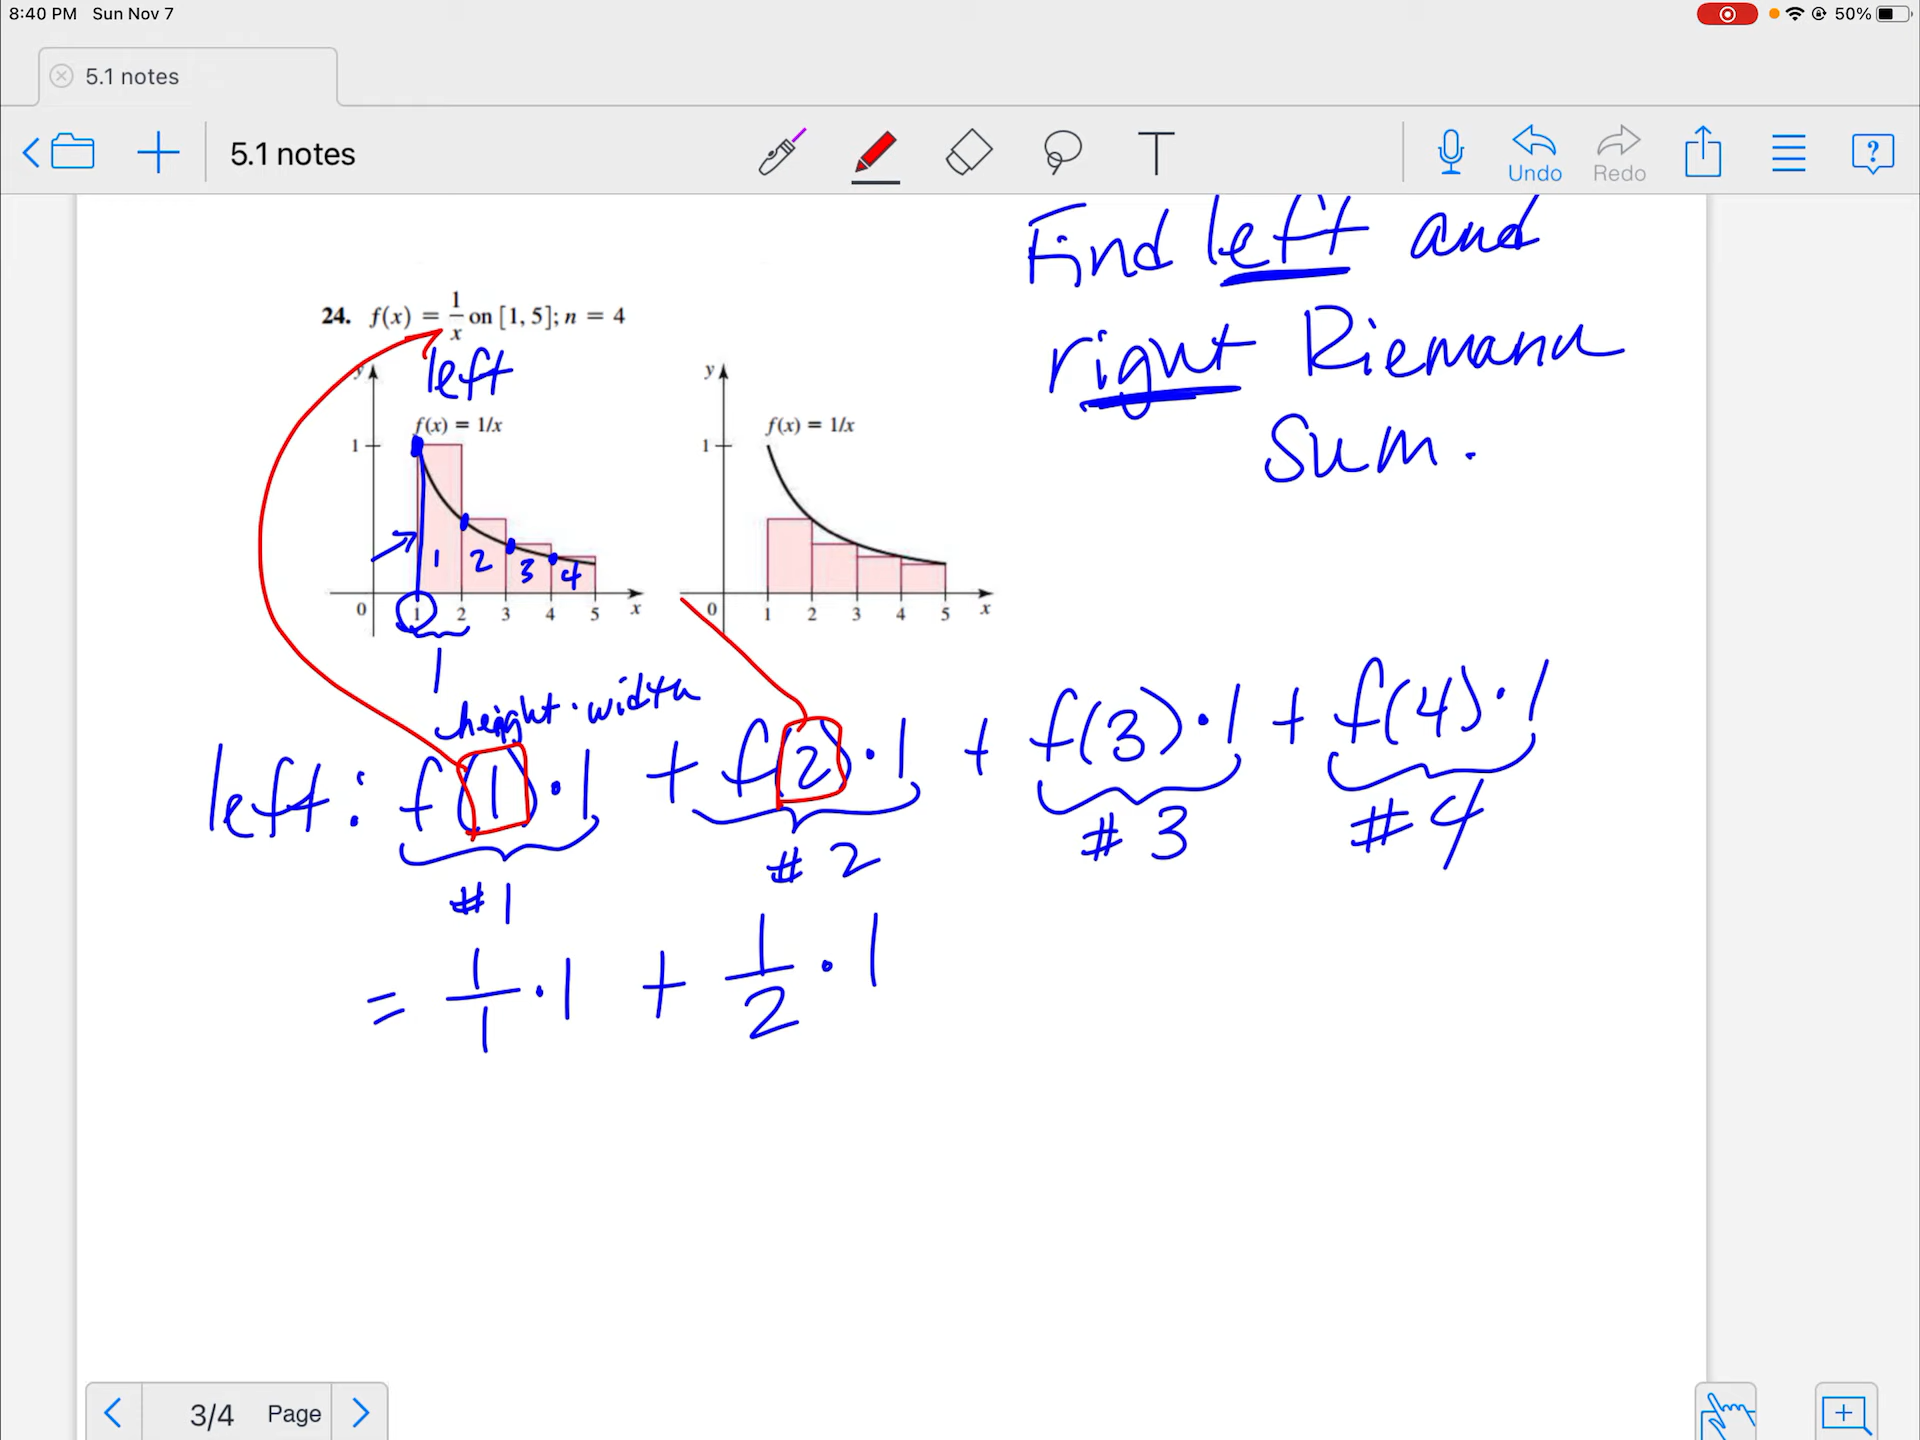 8:40 PM Sun Nov 7
50%
5.1 notes
5.1 notes
T
Undo
Redo
?
Find left and
right Riemann
Sum.
24. f(x) = 1/x on [1, 5]; n = 4
left
y
f(x) = 1/x
1
1 2 3 4
0 1 2 3 4 5 x
1
y
f(x) = 1/x
1
0 1 2 3 4 5 x
height · width
left: f(1)·1 + f(2)·1 + f(3)·1 + f(4)·1
#1 #2 #3 #4
= 1/1 · 1 + 1/2 · 1
3/4 Page